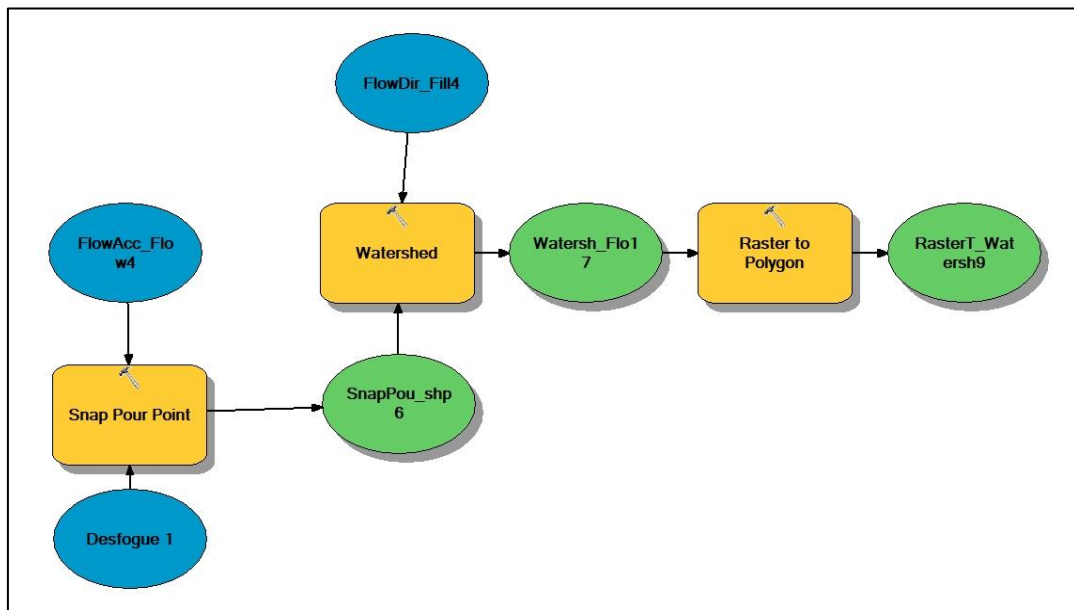 FlowDir_Fill4
FlowAcc_Flo
w4
Watershed
Watersh_Flo1
7
Raster to
Polygon
RasterT_Wat
ersh9
Snap Pour Point
SnapPou_shp
6
Desfogue 1